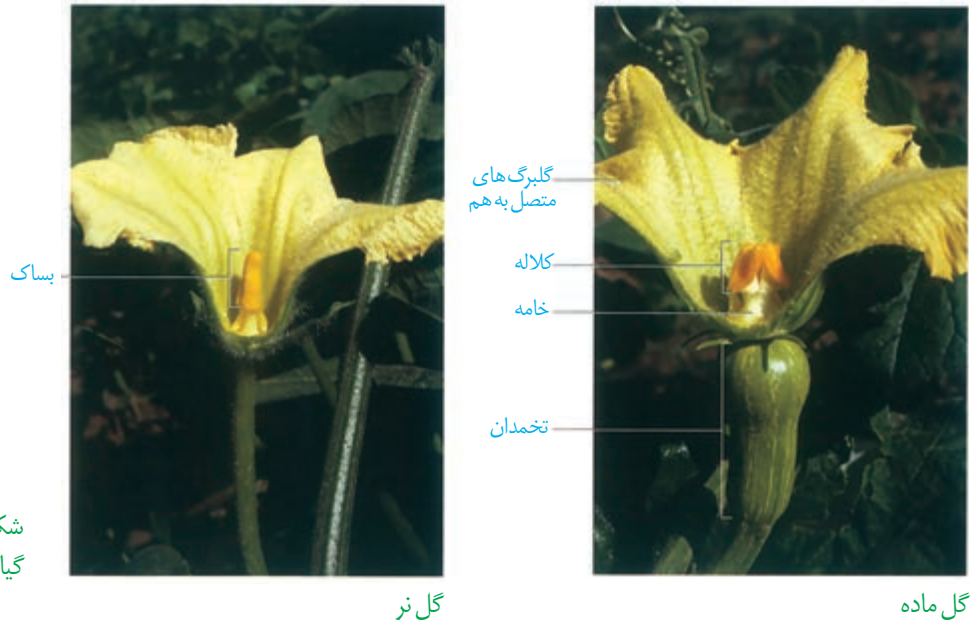 گلبرگ‌های
متصل به هم
کلاله
خامه
تخمدان
بساک
گل ماده
گل نر